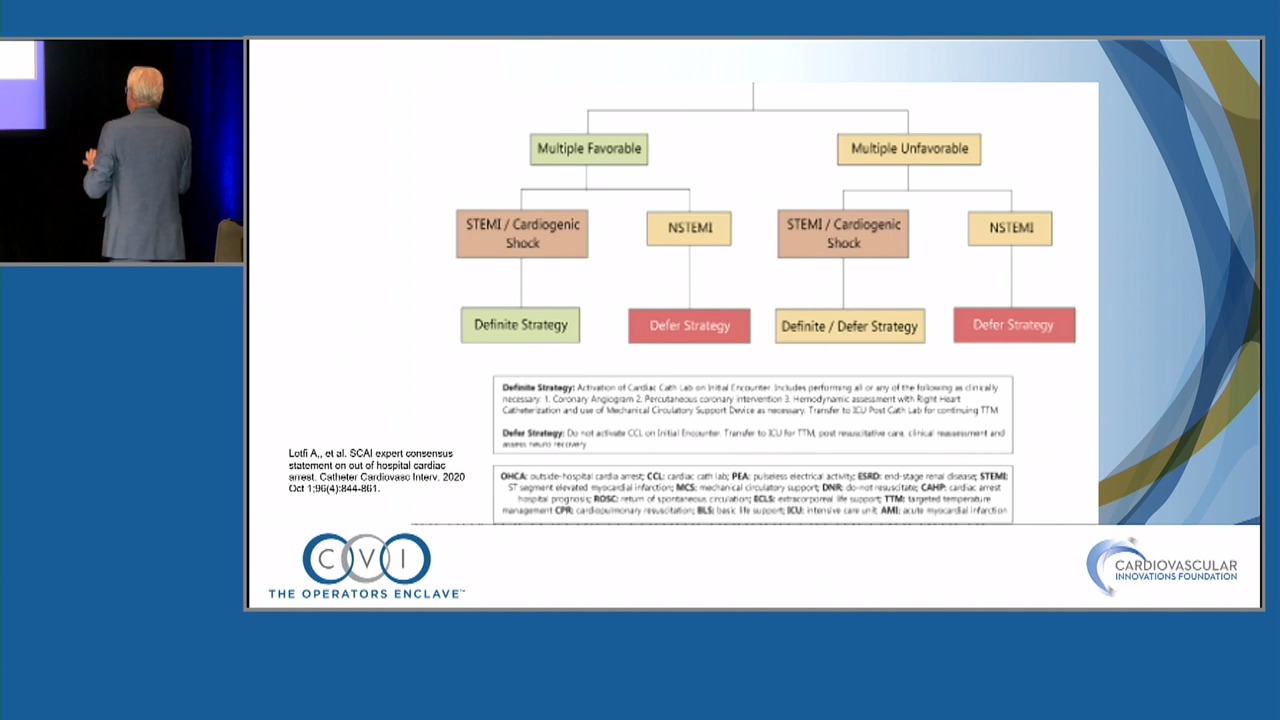 Multiple Favorable
Multiple Unfavorable
STEMI / Cardiogenic
Shock
NSTEMI
STEMI / Cardiogenic
Shock
NSTEMI
Definite Strategy
Defer Strategy
Definite / Defer Strategy
Defer Strategy
Definite Strategy: Activation of Cardiac Cath Lab on Initial Encounter. Includes performing all or any of the following as clinically
necessary: 1. Coronary Angiogram 2. Percutaneous coronary intervention 3. Hemodynamic assessment with Right Heart
Catheterization and use of Mechanical Circulatory Support Device as necessary. Transfer to ICU Post Cath Lab for continuing TTM
Defer Strategy: Do not activate CCL on Initial Encounter. Transfer to ICU for TTM, post resuscitative care, clinical reassessment and
assess neuro recovery
OHCA: outside-hospital cardia arrest; CCL: cardiac cath lab; PEA: pulseless electrical activity; ESRD: end-stage renal disease; STEMI:
ST segment elevated myocardial infarction; MCS: mechanical circulatory support; DNR: do-not resuscitate; CAHP: cardiac arrest
hospital prognosis; ROSC: return of spontaneous circulation; ECLS: extracorporeal life support; TTM: targeted temperature
management CPR: cardiopulmonary resuscitation; BLS: basic life support; ICU: intensive care unit; AMI: acute myocardial infarction
Lotfi A,, et al. SCAI expert consensus
statement on out of hospital cardiac
arrest. Catheter Cardiovasc Interv. 2020
Oct 1;96(4):844-861.
CVI
THE OPERATORS ENCLAVE™
CARDIOVASCULAR
INNOVATIONS FOUNDATION